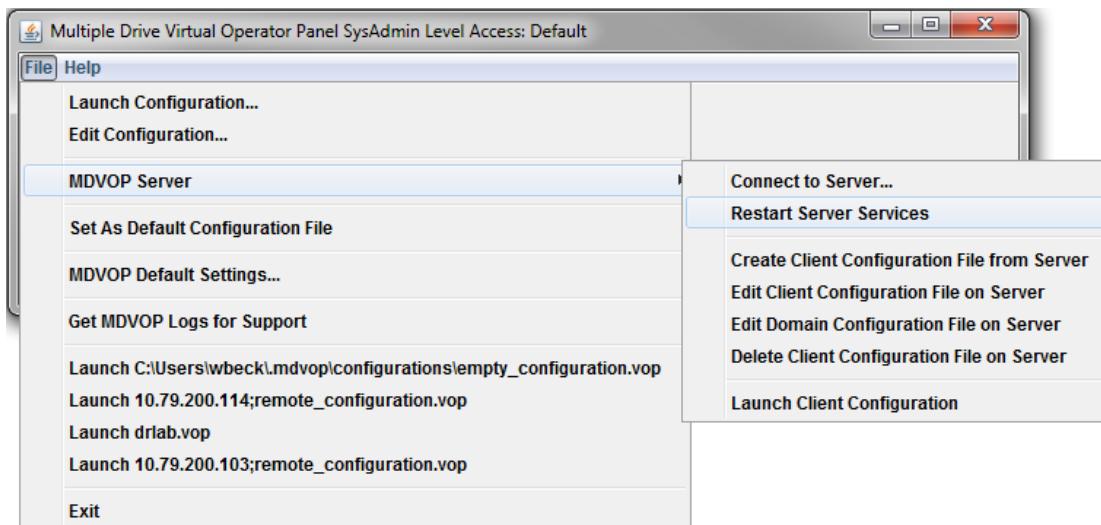 Multiple Drive Virtual Operator Panel SysAdmin Level Access: Default
File Help
Launch Configuration...
Edit Configuration...
MDVOP Server
Set As Default Configuration File
MDVOP Default Settings...
Get MDVOP Logs for Support
Launch C:\Users\wbeck\.mdvop\configurations\empty_configuration.vop
Launch 10.79.200.114;remote_configuration.vop
Launch drlab.vop
Launch 10.79.200.103;remote_configuration.vop
Exit
Connect to Server...
Restart Server Services
Create Client Configuration File from Server
Edit Client Configuration File on Server
Edit Domain Configuration File on Server
Delete Client Configuration File on Server
Launch Client Configuration